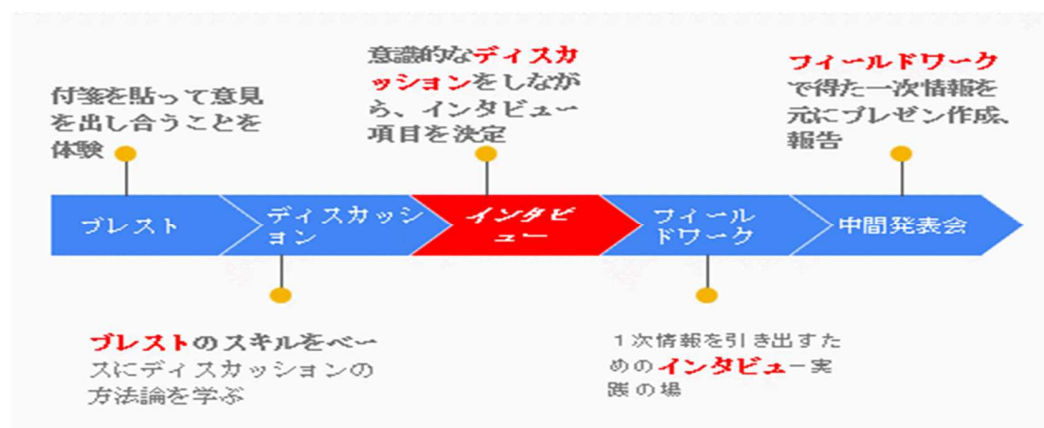 付箋を貼って意見
を出し合うことを
体験
意識的なディスカ
ッションをしなが
ら、インタビュー
項目を決定
フィールドワーク
で得た一次情報を
元にプレゼン作成、
報告
ブレスト
ディスカッシ
ョン
インタビ
ュー
フィール
ドワーク
中間発表会
ブレストのスキルをベー
スにディスカッションの
方法論を学ぶ
1次情報を引き出すた
めのインタビュー実
践の場